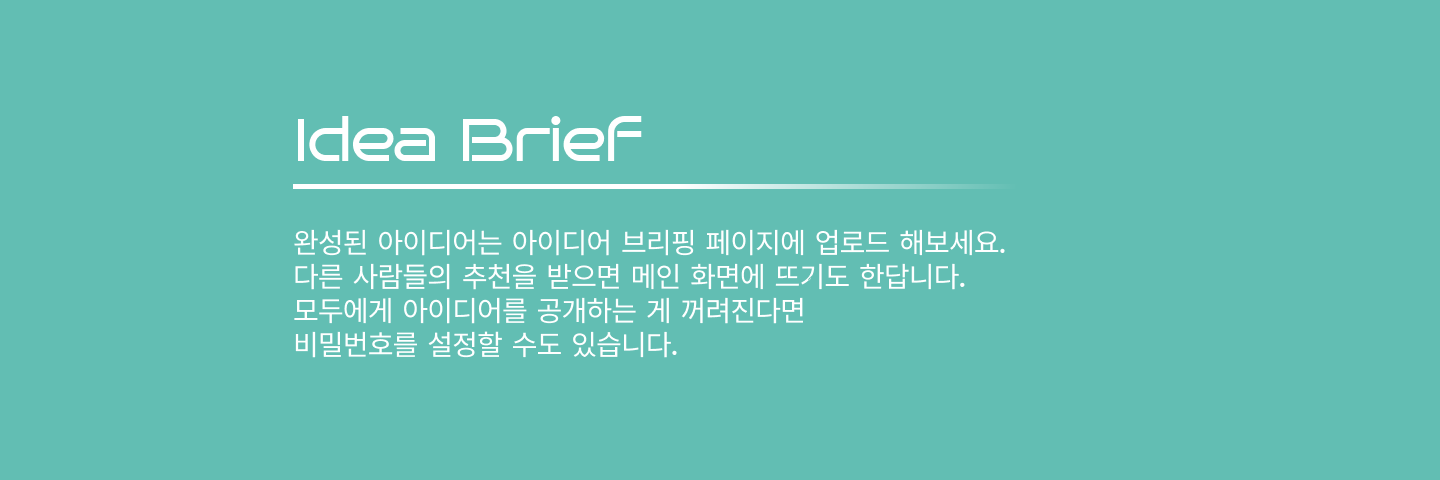 Idea Brief
완성된 아이디어는 아이디어 브리핑 페이지에 업로드 해보세요.
다른 사람들의 추천을 받으면 메인 화면에 뜨기도 한답니다.
모두에게 아이디어를 공개하는 게 꺼려진다면
비밀번호를 설정할 수도 있습니다.